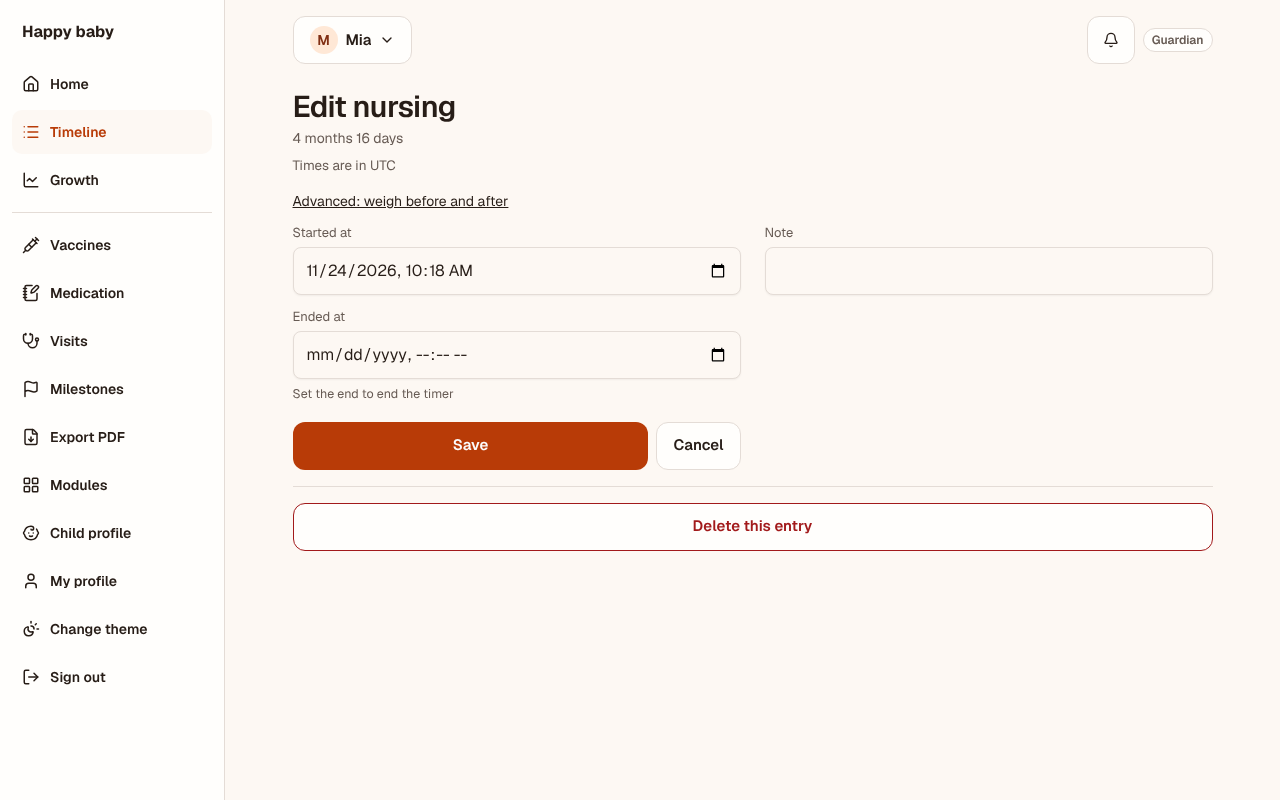 Happy baby
Home
Timeline
Growth
Vaccines
Medication
Visits
Milestones
Export PDF
Modules
Child profile
My profile
Change theme
Sign out
M Mia
Guardian
Edit nursing
4 months 16 days
Times are in UTC
Advanced: weigh before and after
Started at
11/24/2026, 10:18 AM
Note
Ended at
mm/dd/yyyy, --:-- --
Set the end to end the timer
Save
Cancel
Delete this entry